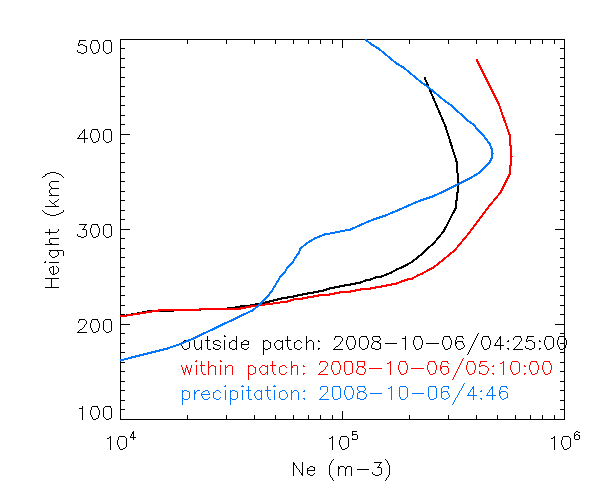 500
400
Height (km)
300
200
outside patch: 2008-10-06/04:25:00
within patch: 2008-10-06/05:10:00
precipitation: 2008-10-06/4:46
100
10^4 10^5 10^6
Ne (m-3)